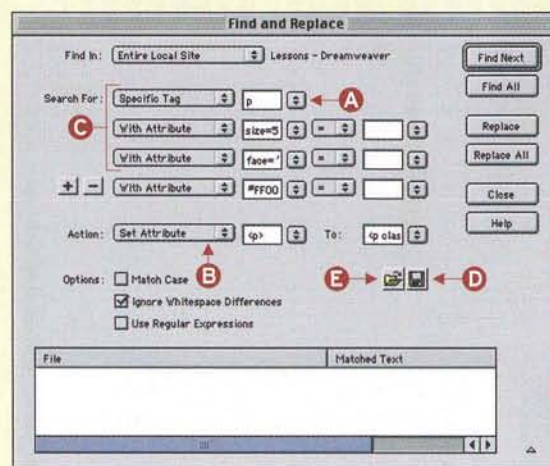 Find and Replace
Find In: Entire Local Site Lessons - Dreamweaver
Find Next
Find All
Search For: Specific Tag p A
C With Attribute size=5 =
Replace
With Attribute face=" =
Replace All
+ - With Attribute #FF00 =
Close
Help
Action: Set Attribute <p> To: <p clas
B
E D
Options: Match Case
Ignore Whitespace Differences
Use Regular Expressions
File Matched Text